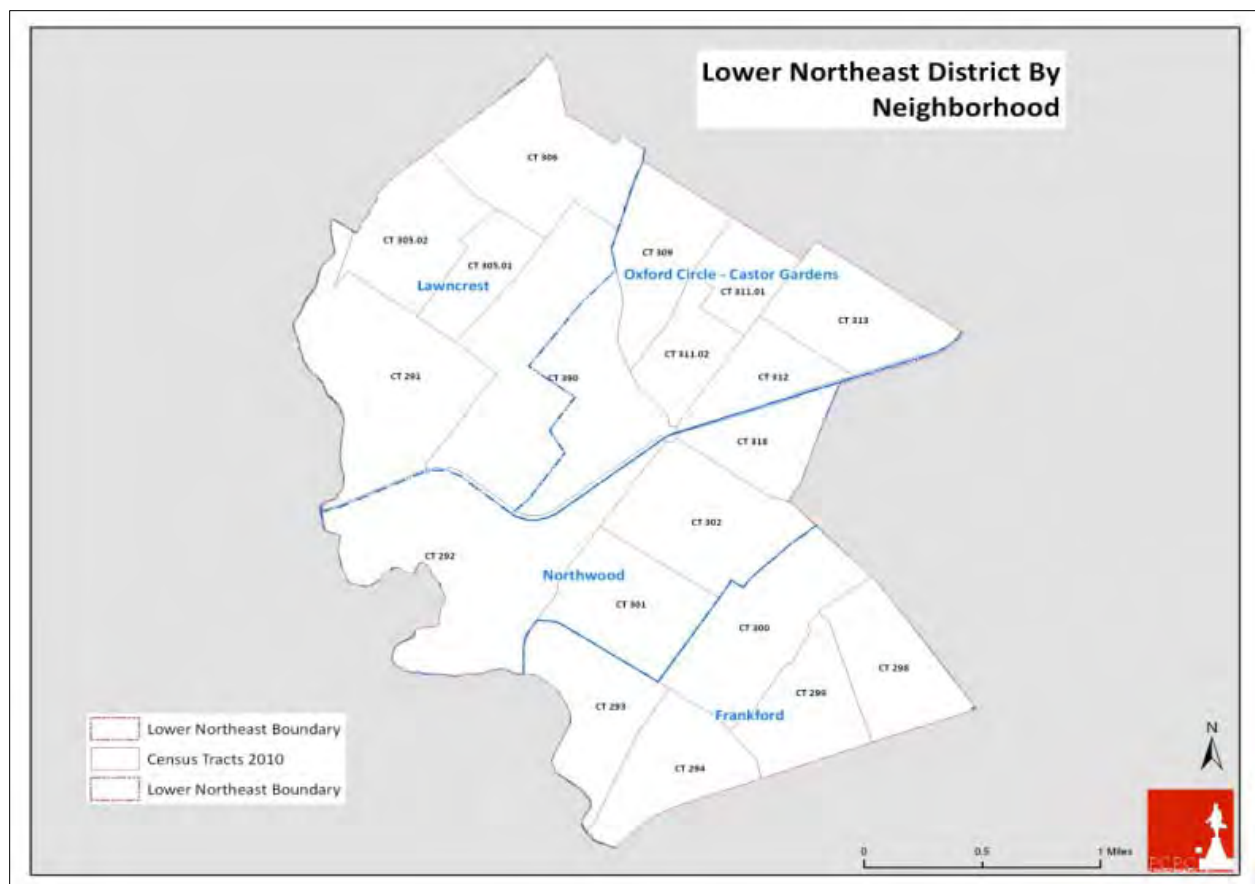 Lower Northeast District By
Neighborhood
CT 306
CT 305.02
CT 309
CT 305.01
Oxford Circle - Castor Gardens
Lawncrest
CT 311.01
CT 313
CT 311.02
CT 291
CT 390
CT 312
CT 318
CT 302
CT 292
Northwood
CT 301
CT 300
CT 298
CT 299
CT 293
Frankford
CT 294
Lower Northeast Boundary
Census Tracts 2010
Lower Northeast Boundary
N
0 0.5 1 Miles
PCPC